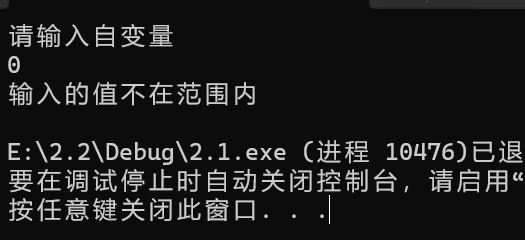 请输入自变量
0
输入的值不在范围内
E:\2.2\Debug\2.1.exe (进程 10476)已退
要在调试停止时自动关闭控制台，请启用“
按任意键关闭此窗口. . .